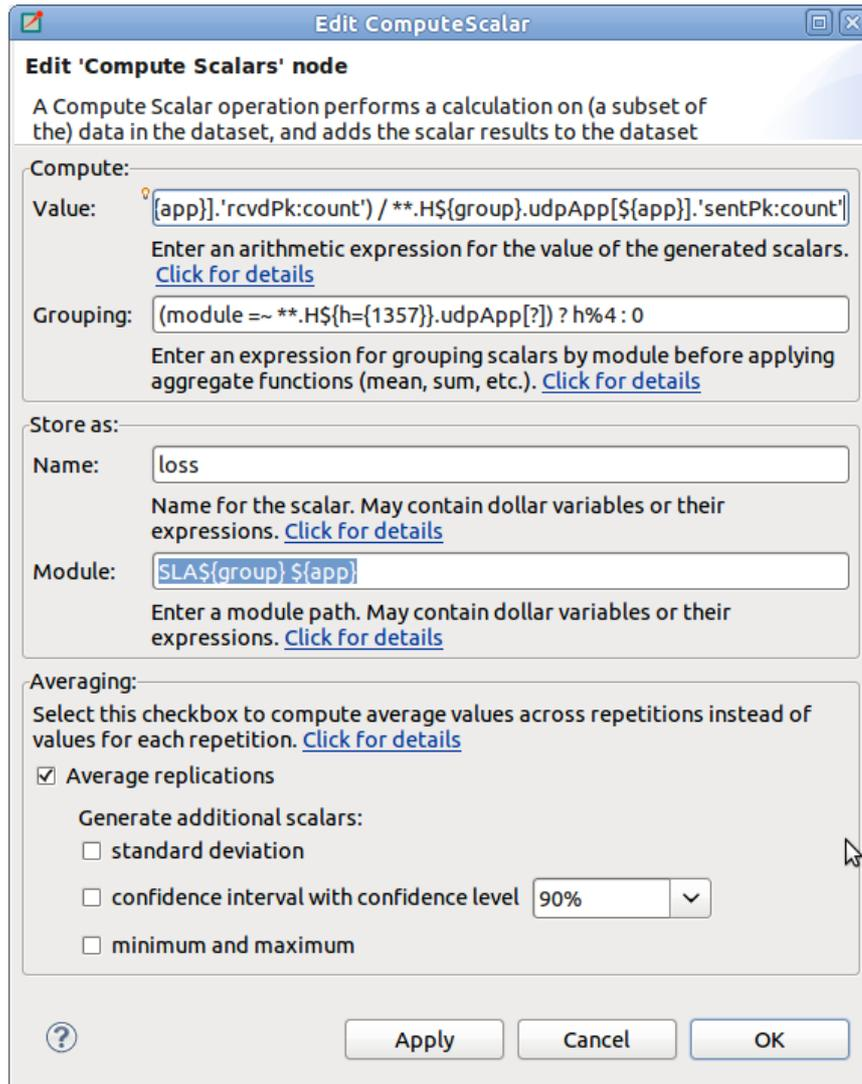 Edit ComputeScalar
Edit 'Compute Scalars' node
A Compute Scalar operation performs a calculation on (a subset of
the) data in the dataset, and adds the scalar results to the dataset
Compute:
Value: {app}].'rcvdPk:count') / **.H${group}.udpApp[${app}].'sentPk:count'
Enter an arithmetic expression for the value of the generated scalars.
Click for details
Grouping: (module =~ **.H${h={1357}}.udpApp[?]) ? h%4 : 0
Enter an expression for grouping scalars by module before applying
aggregate functions (mean, sum, etc.). Click for details
Store as:
Name: loss
Name for the scalar. May contain dollar variables or their
expressions. Click for details
Module: SLA${group} ${app}
Enter a module path. May contain dollar variables or their
expressions. Click for details
Averaging:
Select this checkbox to compute average values across repetitions instead of
values for each repetition. Click for details
Average replications
Generate additional scalars:
standard deviation
confidence interval with confidence level 90%
minimum and maximum
? Apply Cancel OK